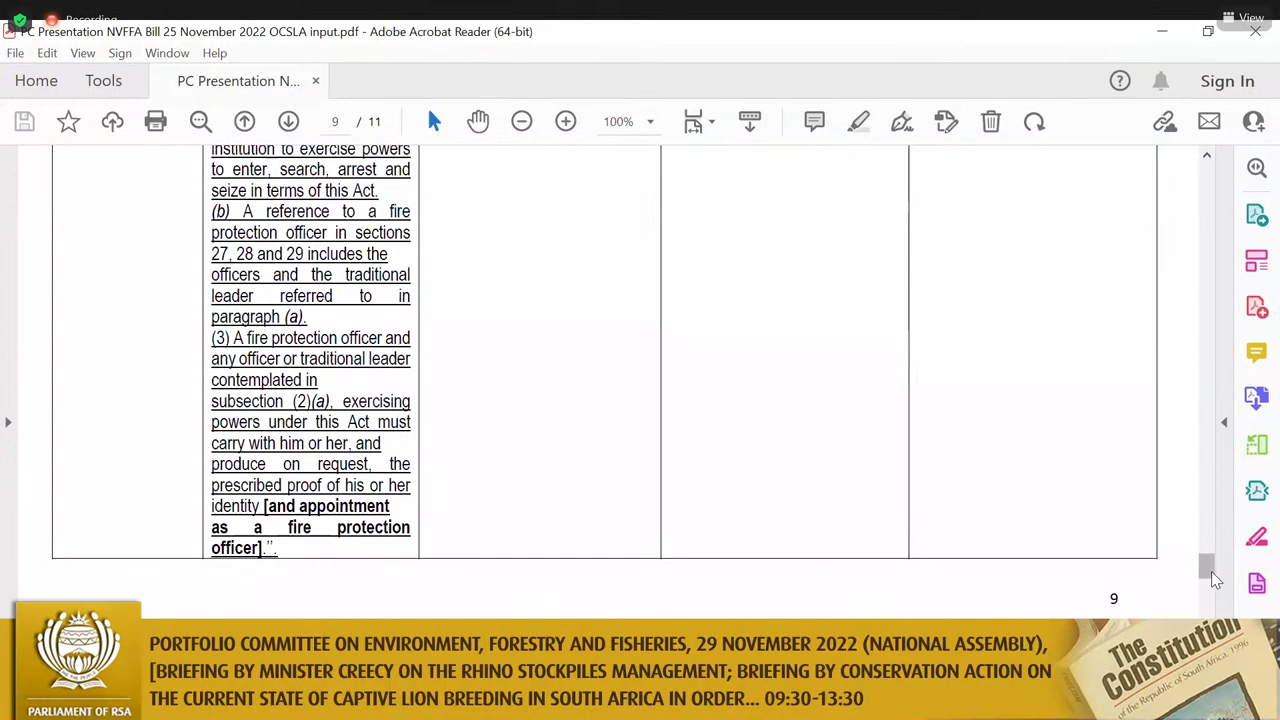 Recording
View
PC Presentation NVFFA Bill 25 November 2022 OCSLA input.pdf - Adobe Acrobat Reader (64-bit)
File Edit View Sign Window Help
Home Tools PC Presentation N... × Sign In
9 / 11 100%
institution to exercise powers
to enter, search, arrest and
seize in terms of this Act.
(b) A reference to a fire
protection officer in sections
27, 28 and 29 includes the
officers and the traditional
leader referred to in
paragraph (a).
(3) A fire protection officer and
any officer or traditional leader
contemplated in
subsection (2)(a), exercising
powers under this Act must
carry with him or her, and
produce on request, the
prescribed proof of his or her
identity [and appointment
as a fire protection
officer].”.
9
PORTFOLIO COMMITTEE ON ENVIRONMENT, FORESTRY AND FISHERIES, 29 NOVEMBER 2022 (NATIONAL ASSEMBLY),
[BRIEFING BY MINISTER CREECY ON THE RHINO STOCKPILES MANAGEMENT; BRIEFING BY CONSERVATION ACTION ON
THE CURRENT STATE OF CAPTIVE LION BREEDING IN SOUTH AFRICA IN ORDER... 09:30-13:30
PARLIAMENT OF RSA
The
Constitution
of the Republic of South Africa, 1996